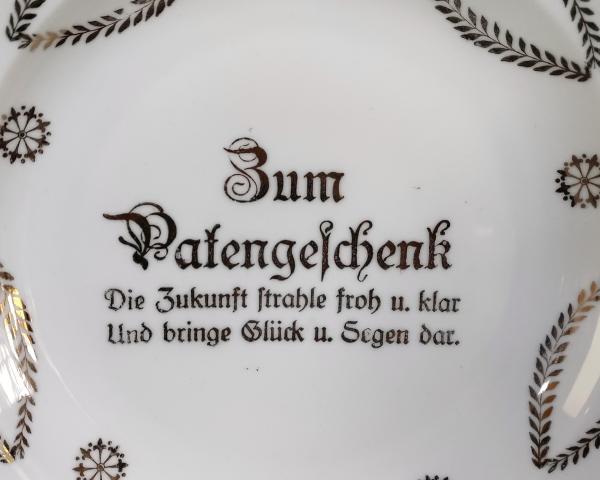 Zum
Patengeschenk
Die Zukunft strahle froh u. klar
Und bringe Glück u. Segen dar.